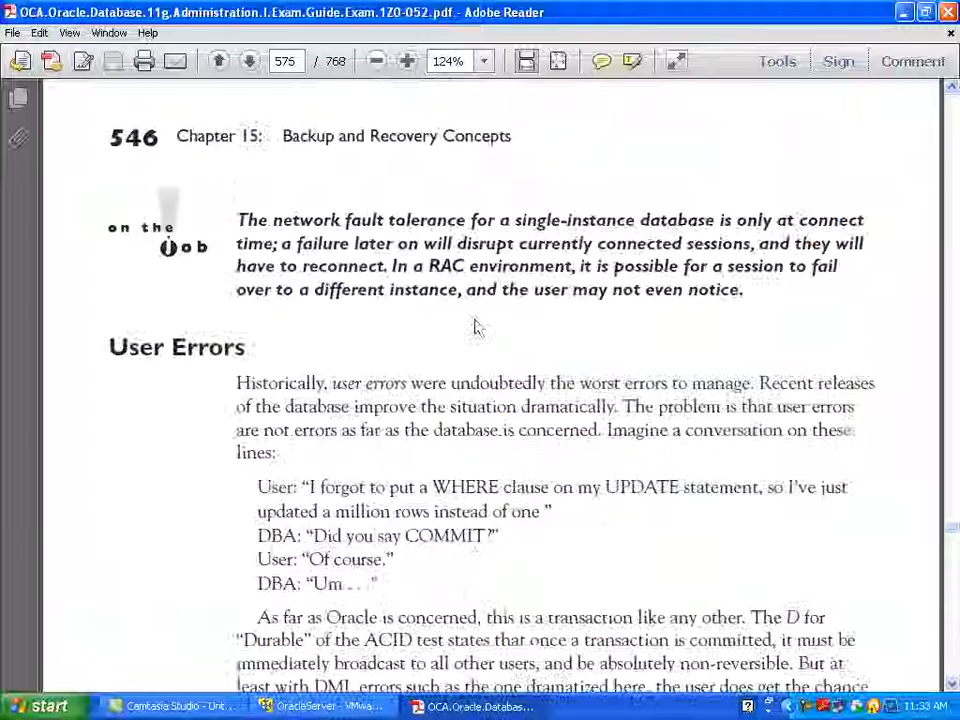 OCA.Oracle.Database.11g.Administration.I.Exam.Guide.Exam.1Z0-052.pdf - Adobe Reader
File Edit View Window Help
575 / 768 124% Tools Sign Comment
546 Chapter 15: Backup and Recovery Concepts
on the job
The network fault tolerance for a single-instance database is only at connect
time; a failure later on will disrupt currently connected sessions, and they will
have to reconnect. In a RAC environment, it is possible for a session to fail
over to a different instance, and the user may not even notice.
User Errors
Historically, user errors were undoubtedly the worst errors to manage. Recent releases
of the database improve the situation dramatically. The problem is that user errors
are not errors as far as the database is concerned. Imagine a conversation on these
lines:
User: “I forgot to put a WHERE clause on my UPDATE statement, so I’ve just
updated a million rows instead of one ”
DBA: “Did you say COMMIT?”
User: “Of course.”
DBA: “Um . . . ”
As far as Oracle is concerned, this is a transaction like any other. The D for
“Durable” of the ACID test states that once a transaction is committed, it must be
immediately broadcast to all other users, and be absolutely non-reversible. But at
least with DML errors such as the one dramatized here, the user does get the chance
start Camtasia Studio - Unt... OracleServer - VMwa... OCA.Oracle.Databas... 11:33 AM